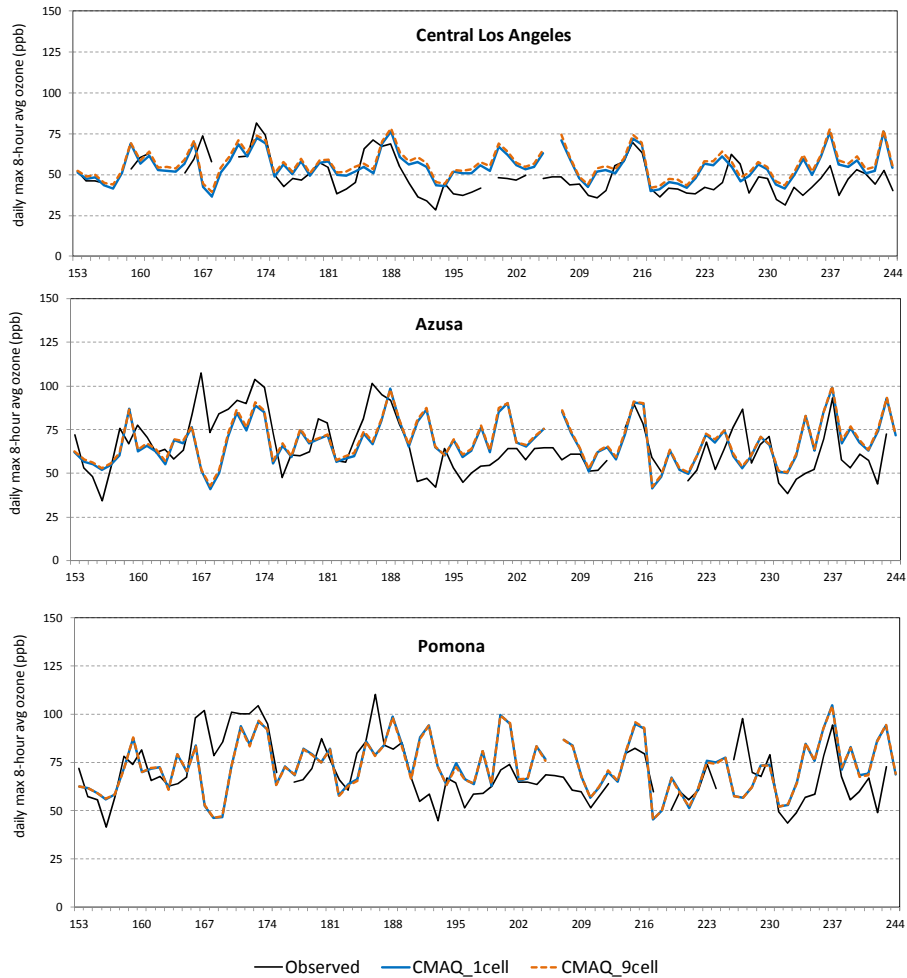 Central Los Angeles
daily max 8-hour avg ozone (ppb)
150
125
100
75
50
25
0
153 160 167 174 181 188 195 202 209 216 223 230 237 244
Azusa
daily max 8-hour avg ozone (ppb)
150
125
100
75
50
25
0
153 160 167 174 181 188 195 202 209 216 223 230 237 244
Pomona
daily max 8-hour avg ozone (ppb)
150
125
100
75
50
25
0
153 160 167 174 181 188 195 202 209 216 223 230 237 244
Observed CMAQ_1cell CMAQ_9cell